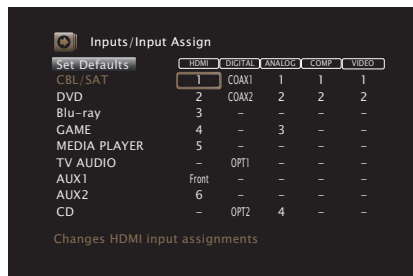 Inputs/Input Assign
Set Defaults HDMI DIGITAL ANALOG COMP VIDEO
CBL/SAT 1 COAX1 1 1 1
DVD 2 COAX2 2 2 2
Blu-ray 3 – – – –
GAME 4 – 3 – –
MEDIA PLAYER 5 – – – –
TV AUDIO – OPT1 – – –
AUX1 Front – – – –
AUX2 6 – – – –
CD – OPT2 4 – –
Changes HDMI input assignments